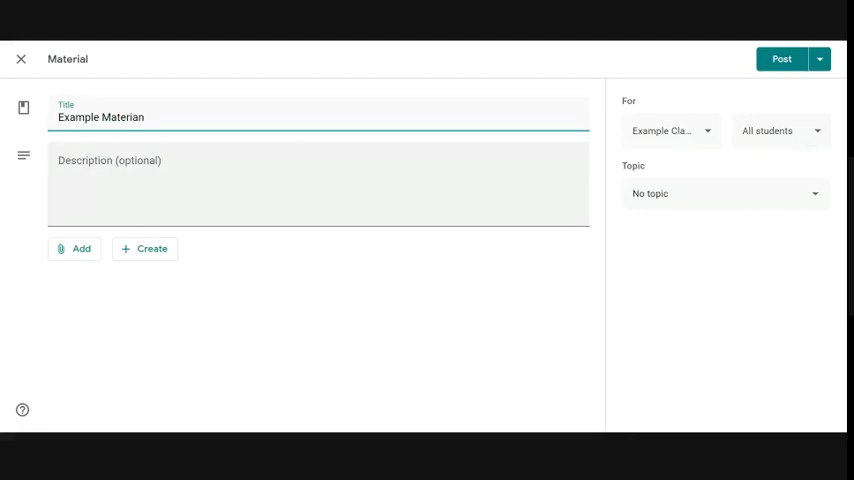 Material
Post
Title
Example Materian
Description (optional)
Add
Create
For
Example Cla...
All students
Topic
No topic